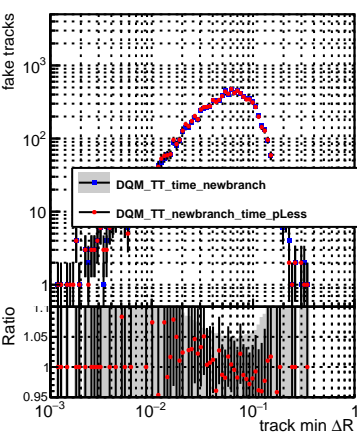 fake tracks
10³
10²
10
1
DQM_TT_time_newbranch
DQM_TT_newbranch_time_pLess
Ratio
1.1
1.05
1
0.95
10⁻³
10⁻²
10⁻¹
1
track min ΔR